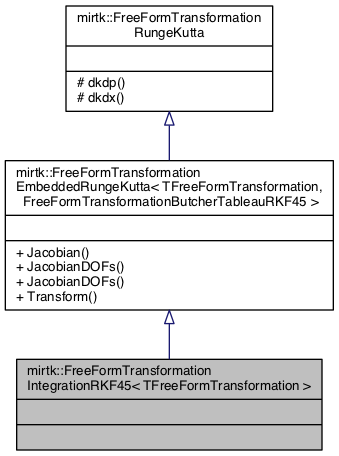 mirtk::FreeFormTransformation
RungeKutta
# dkdp()
# dkdx()
mirtk::FreeFormTransformation
EmbeddedRungeKutta< TFreeFormTransformation,
FreeFormTransformationButcherTableauRKF45 >
+ Jacobian()
+ JacobianDOFs()
+ JacobianDOFs()
+ Transform()
mirtk::FreeFormTransformation
IntegrationRKF45< TFreeFormTransformation >